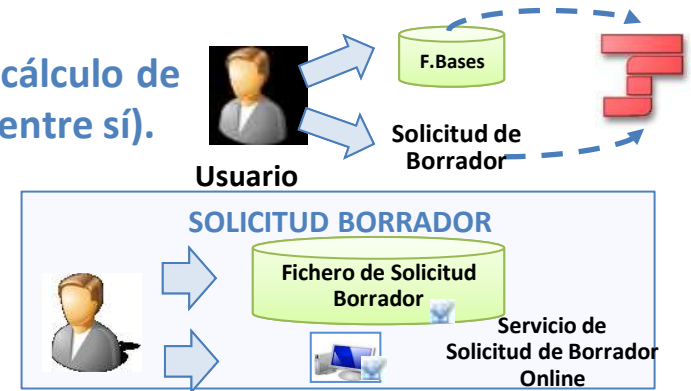 cálculo de
entre sí).
F.Bases
Solicitud de
Borrador
Usuario
SOLICITUD BORRADOR
Fichero de Solicitud
Borrador
Servicio de
Solicitud de Borrador
Online